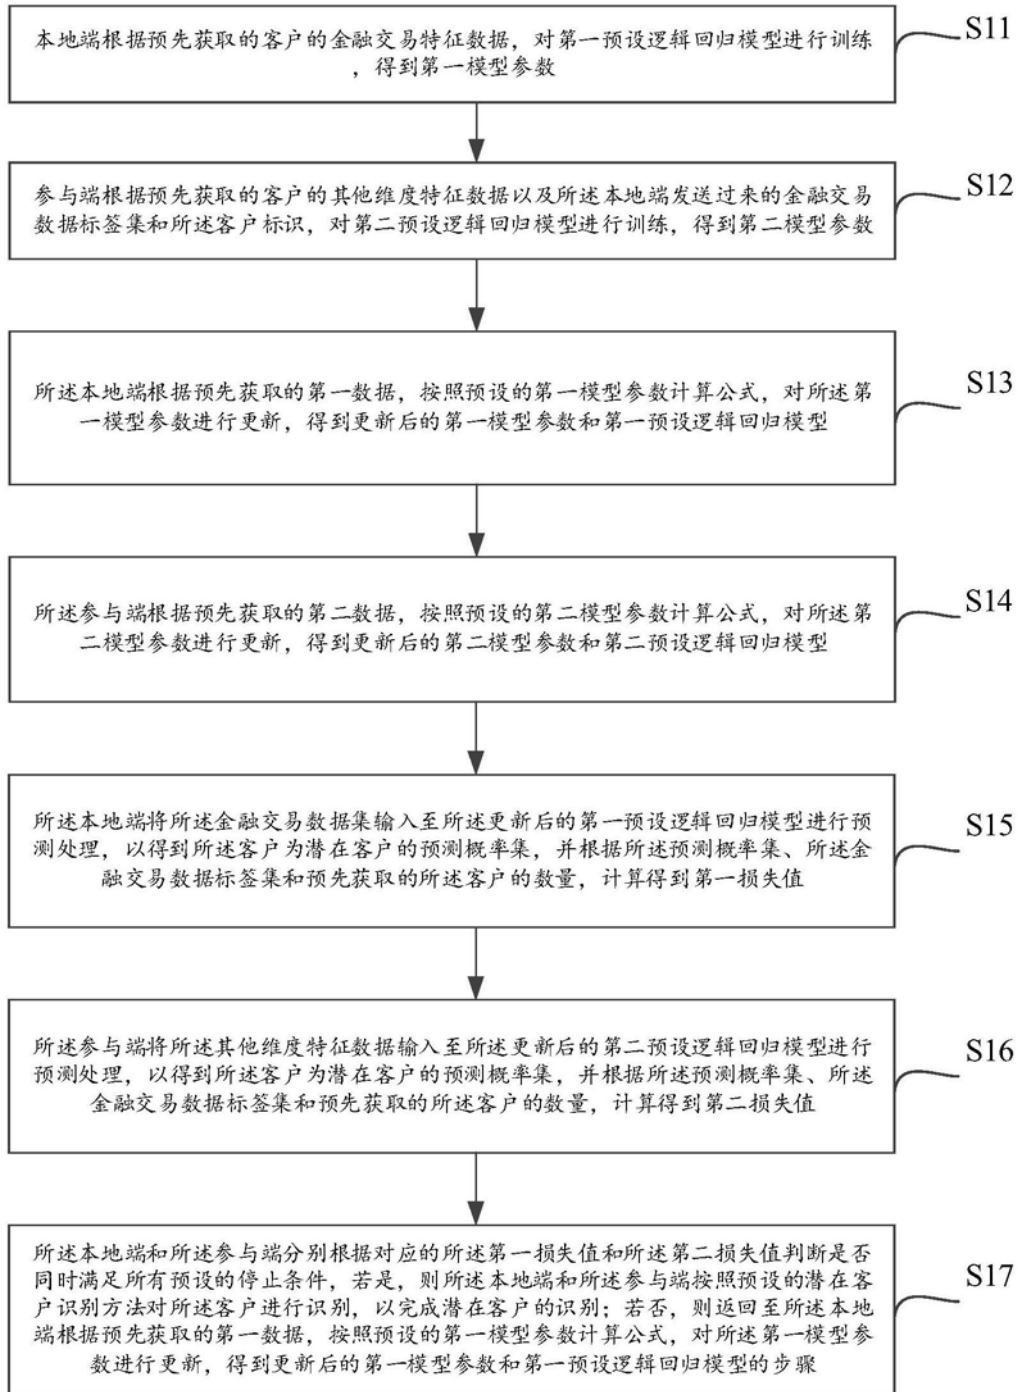 本地端根据预先获取的客户的金融交易特征数据，对第一预设逻辑回归模型进行训练
，得到第一模型参数
S11
参与端根据预先获取的客户的其他维度特征数据以及所述本地端发送过来的金融交易
数据标签集和所述客户标识，对第二预设逻辑回归模型进行训练，得到第二模型参数
S12
所述本地端根据预先获取的第一数据，按照预设的第一模型参数计算公式，对所述第
一模型参数进行更新，得到更新后的第一模型参数和第一预设逻辑回归模型
S13
所述参与端根据预先获取的第二数据，按照预设的第二模型参数计算公式，对所述第
二模型参数进行更新，得到更新后的第二模型参数和第二预设逻辑回归模型
S14
所述本地端将所述金融交易数据集输入至所述更新后的第一预设逻辑回归模型进行预
测处理，以得到所述客户为潜在客户的预测概率集，并根据所述预测概率集、所述金
融交易数据标签集和预先获取的所述客户的数量，计算得到第一损失值
S15
所述参与端将所述其他维度特征数据输入至所述更新后的第二预设逻辑回归模型进行
预测处理，以得到所述客户为潜在客户的预测概率集，并根据所述预测概率集、所述
金融交易数据标签集和预先获取的所述客户的数量，计算得到第二损失值
S16
所述本地端和所述参与端分别根据对应的所述第一损失值和所述第二损失值判断是否
同时满足所有预设的停止条件，若是，则所述本地端和所述参与端按照预设的潜在客
户识别方法对所述客户进行识别，以完成潜在客户的识别；若否，则返回至所述本地
端根据预先获取的第一数据，按照预设的第一模型参数计算公式，对所述第一模型参
数进行更新，得到更新后的第一模型参数和第一预设逻辑回归模型的步骤
S17